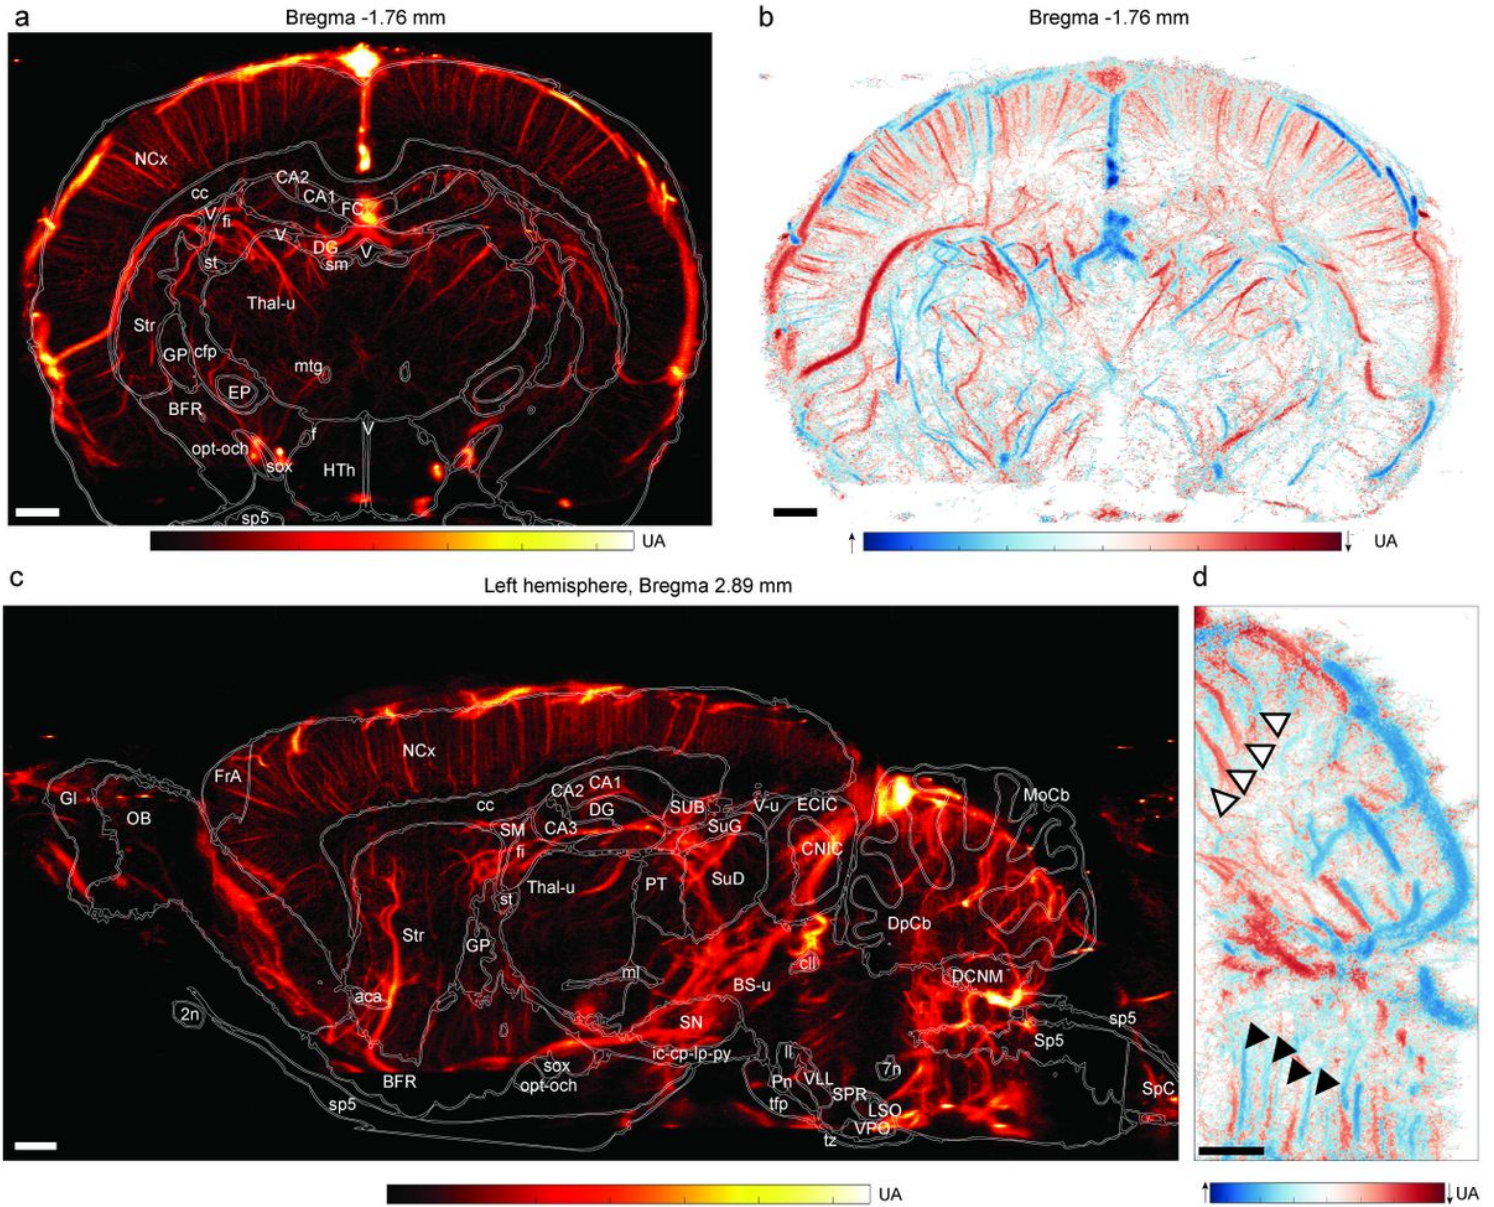 a
Bregma -1.76 mm
NCx
CA2
CA1
cc
FC
V
fi
V
DG
V
st
sm
Thal-u
Str
GP
cfp
mtg
EP
BFR
f
V
opt-och
sox
HTh
sp5
UA
b
Bregma -1.76 mm
↑
↓
UA
c
Left hemisphere, Bregma 2.89 mm
NCx
FrA
Gl
OB
cc
CA2
CA1
DG
SUB
V-u
ECIC
MoCb
SM
CA3
SuG
fi
CNIC
Thal-u
PT
SuD
st
DpCb
Str
GP
cll
ml
BS-u
DCNM
aca
2n
SN
sp5
Sp5
ic-cp-lp-py
ll
sox
opt-och
7n
BFR
Pn
VLL
SPR
SpC
sp5
tfp
LSO
VPO
tz
UA
d
↑
↓
UA